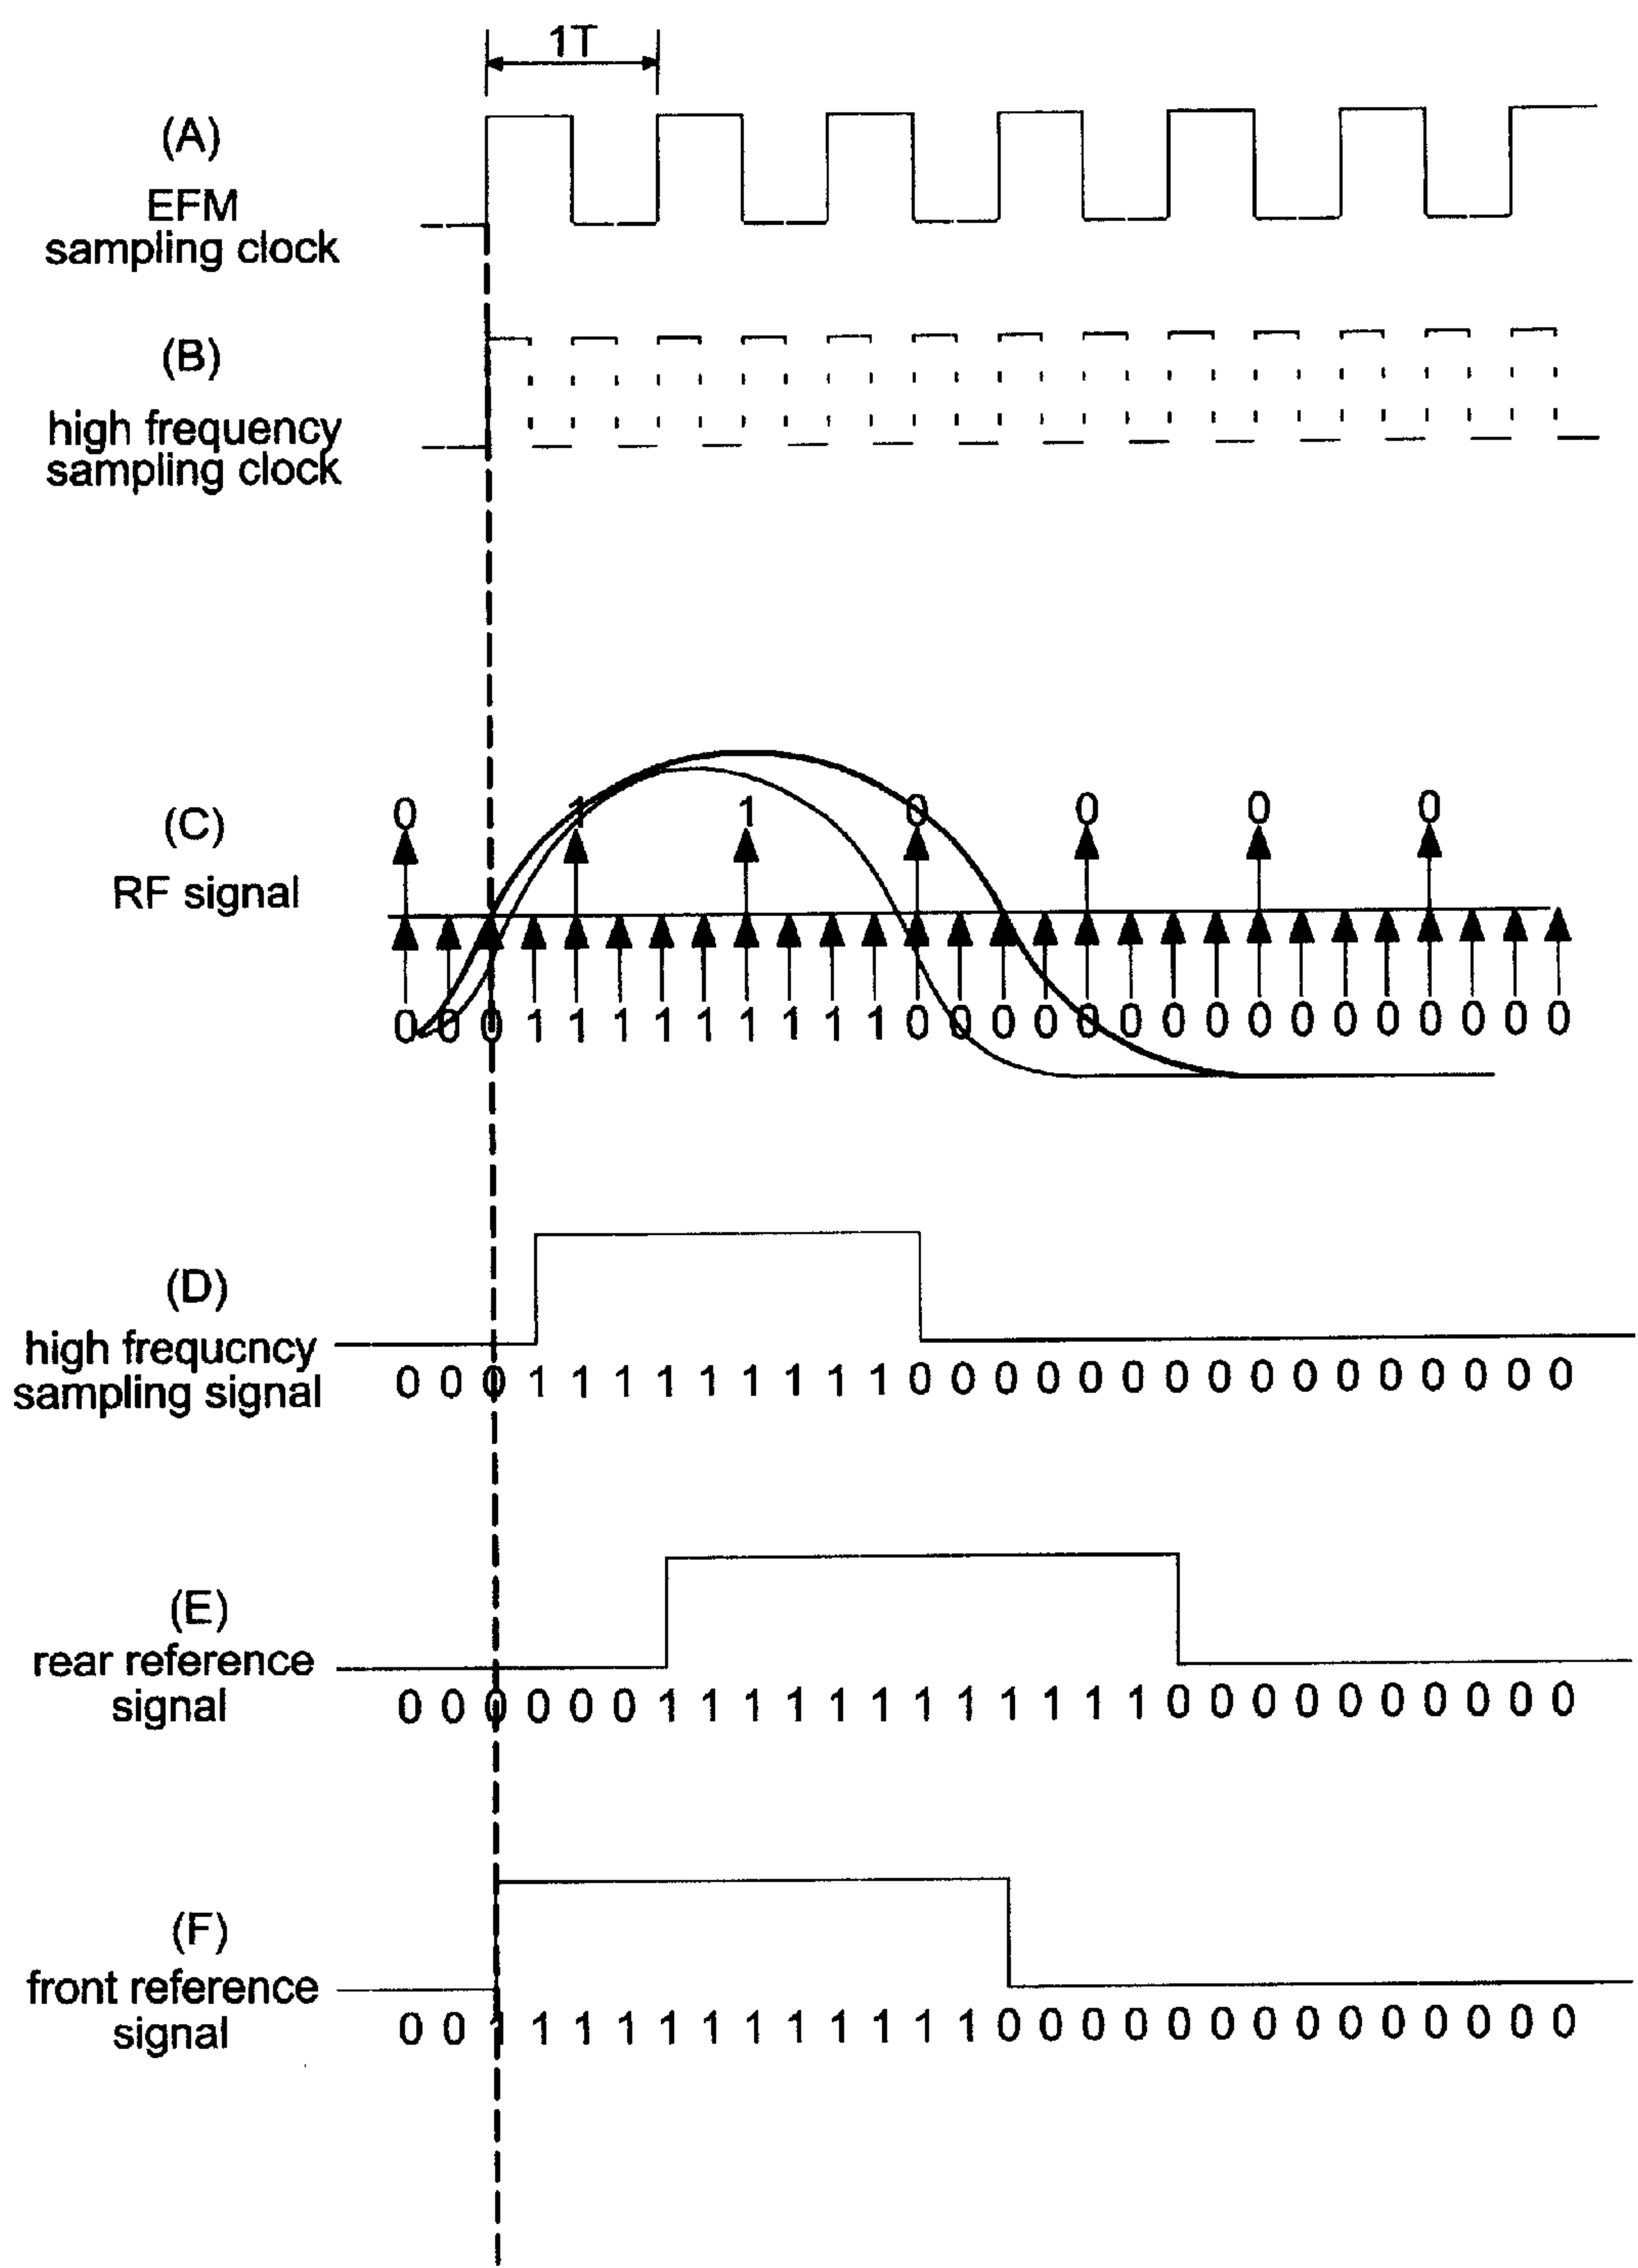 1T
(A)
EFM
sampling clock
(B)
high frequency
sampling clock
(C)
RF signal
0 1 1 0 0 0 0
0 0 0 1 1 1 1 1 1 1 1 1 0 0 0 0 0 0 0 0 0 0 0 0 0 0 0 0
(D)
high frequcncy
sampling signal
0 0 0 1 1 1 1 1 1 1 1 1 0 0 0 0 0 0 0 0 0 0 0 0 0 0 0 0
(E)
rear reference
signal
0 0 0 0 0 0 1 1 1 1 1 1 1 1 1 1 1 1 0 0 0 0 0 0 0 0 0 0
(F)
front reference
signal
0 0 1 1 1 1 1 1 1 1 1 1 1 1 0 0 0 0 0 0 0 0 0 0 0 0 0 0